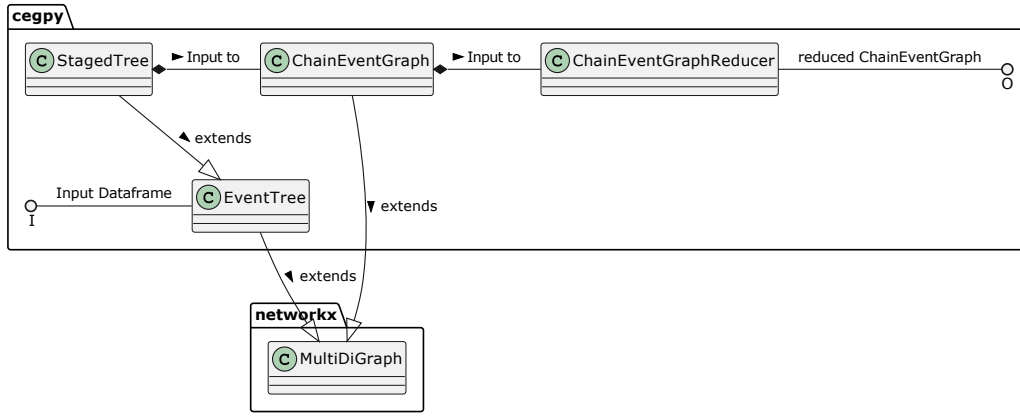 cegpy
C StagedTree
► Input to
C ChainEventGraph
► Input to
C ChainEventGraphReducer
reduced ChainEventGraph
O
extends
Input Dataframe
I
C EventTree
extends
extends
networkx
C MultiDiGraph